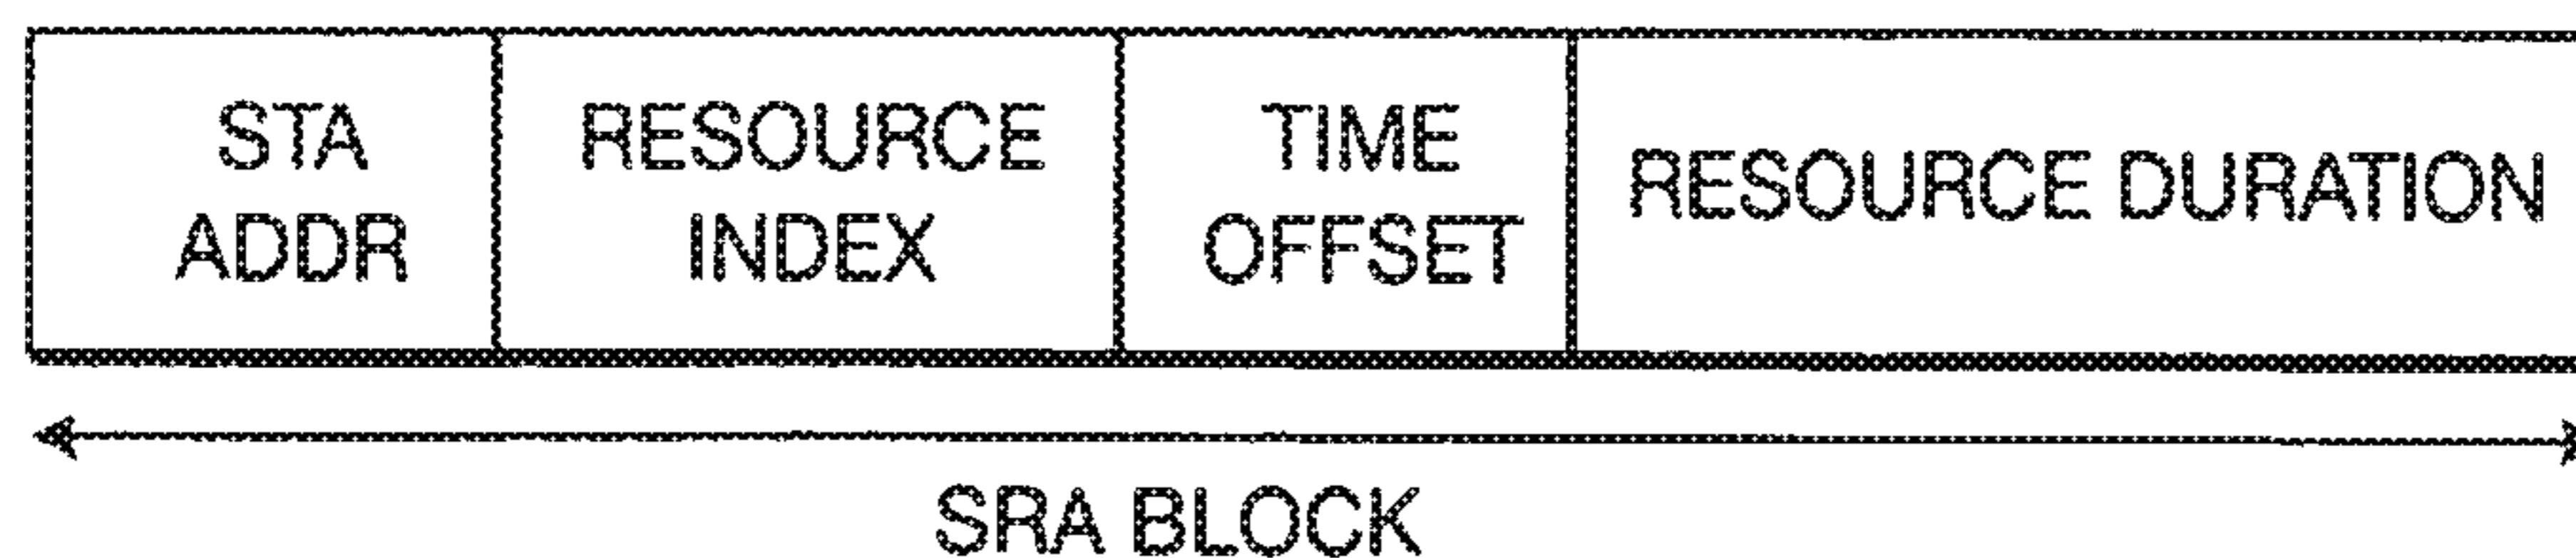 STA
ADDR
RESOURCE
INDEX
TIME
OFFSET
RESOURCE DURATION
SRA BLOCK